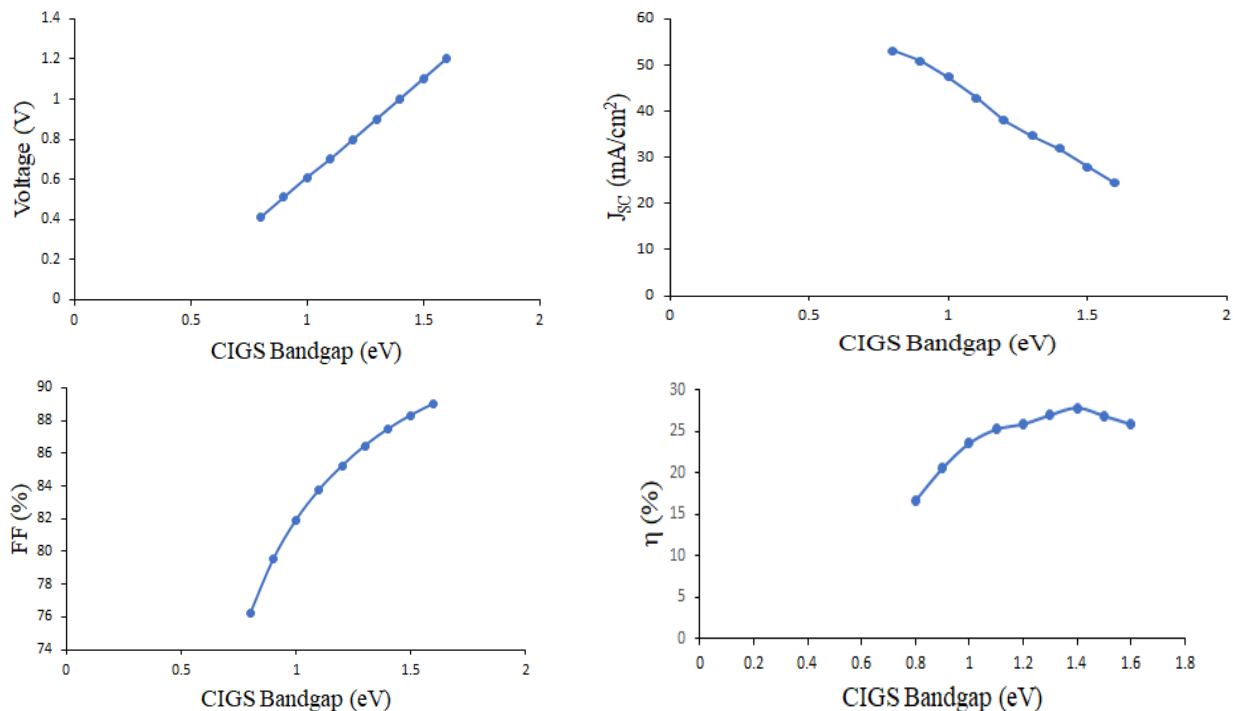 Voltage (V)
1.4
1.2
1
0.8
0.6
0.4
0.2
0
0 0.5 1 1.5 2
CIGS Bandgap (eV)
J_SC (mA/cm²)
60
50
40
30
20
10
0
0 0.5 1 1.5 2
CIGS Bandgap (eV)
FF (%)
90
88
86
84
82
80
78
76
74
0 0.5 1 1.5 2
CIGS Bandgap (eV)
η (%)
30
25
20
15
10
5
0
0 0.2 0.4 0.6 0.8 1 1.2 1.4 1.6 1.8
CIGS Bandgap (eV)